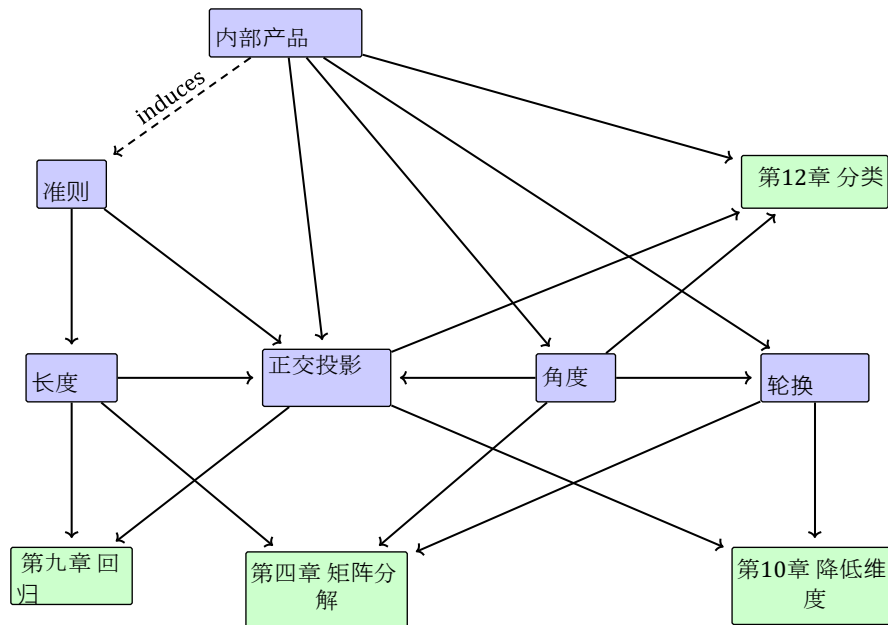 内部产品
induces
准则
第12章 分类
长度
正交投影
角度
轮换
第九章 回
归
第四章 矩阵分
解
第10章 降低维
度